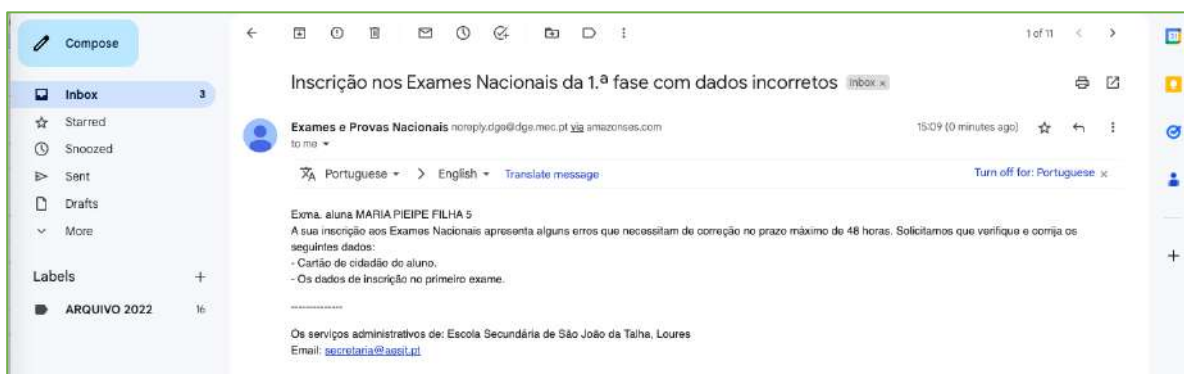 Compose
1 of 11
Inscrição nos Exames Nacionais da 1.ª fase com dados incorretos Inbox x
Inbox 3
Starred
Exames e Provas Nacionais noreply.dge@dge.mec.pt via amazonses.com 15:09 (0 minutes ago)
to me
Snoozed
Sent
Portuguese > English Translate message Turn off for: Portuguese x
Drafts
More
Exma. aluna MARIA PIEIPE FILHA 5
A sua inscrição aos Exames Nacionais apresenta alguns erros que necessitam de correção no prazo máximo de 48 horas. Solicitamos que verifique e corrija os
seguintes dados:
- Cartão de cidadão do aluno.
- Os dados de inscrição no primeiro exame.
--------------
Labels +
ARQUIVO 2022 16
Os serviços administrativos de: Escola Secundária de São João da Talha, Loures
Email: secretaria@aesjt.pt